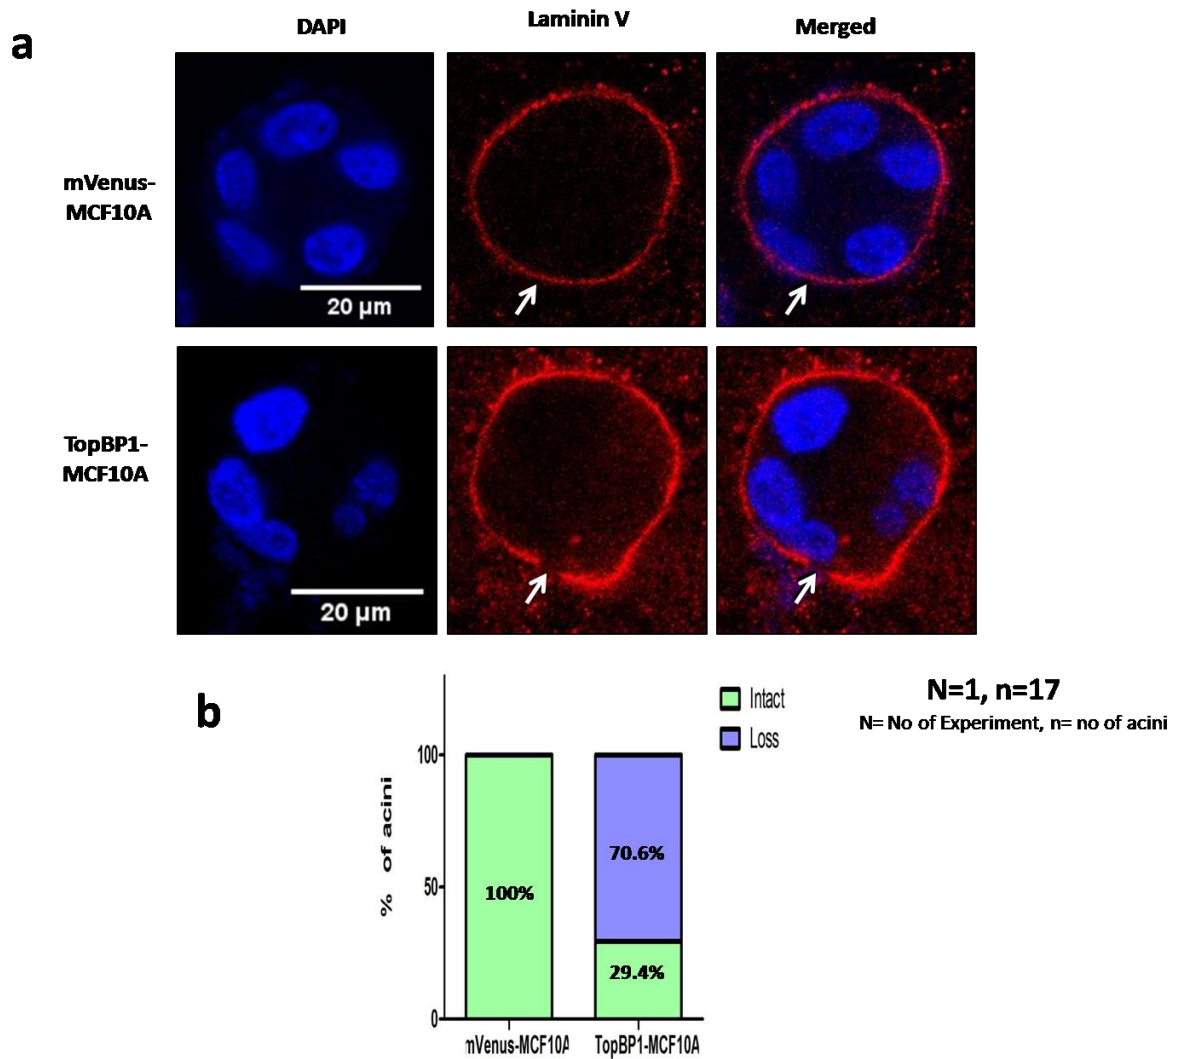 a
DAPI
Laminin V
Merged
mVenus-
MCF10A
20 µm
TopBP1-
MCF10A
20 µm
b
Intact
Loss
N=1, n=17
N= No of Experiment, n= no of acini
% of acini
100
50
0
100%
70.6%
29.4%
mVenus-MCF10A
TopBP1-MCF10A